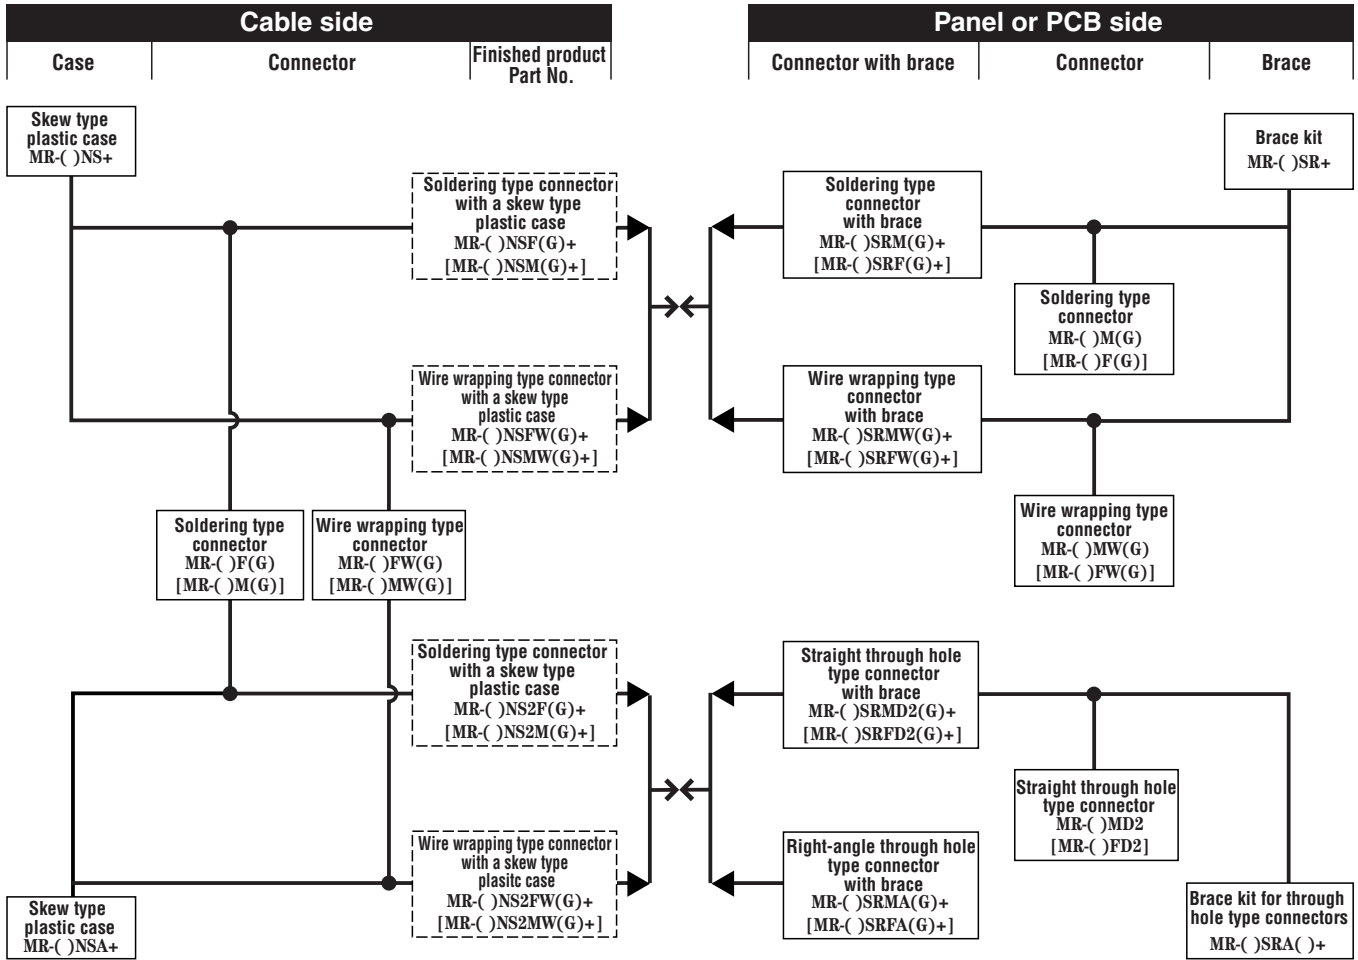 Cable side
Panel or PCB side
Case
Connector
Finished product
Part No.
Connector with brace
Connector
Brace
Skew type
plastic case
MR-( )NS+
Brace kit
MR-( )SR+
Soldering type connector
with a skew type
plastic case
MR-( )NSF(G)+
[MR-( )NSM(G)+]
Soldering type
connector
with brace
MR-( )SRM(G)+
[MR-( )SRF(G)+]
Soldering type
connector
MR-( )M(G)
[MR-( )F(G)]
Wire wrapping type connector
with a skew type
plastic case
MR-( )NSFW(G)+
[MR-( )NSMW(G)+]
Wire wrapping type
connector
with brace
MR-( )SRMW(G)+
[MR-( )SRFW(G)+]
Soldering type
connector
MR-( )F(G)
[MR-( )M(G)]
Wire wrapping type
connector
MR-( )FW(G)
[MR-( )MW(G)]
Wire wrapping type
connector
MR-( )MW(G)
[MR-( )FW(G)]
Soldering type connector
with a skew type
plastic case
MR-( )NS2F(G)+
[MR-( )NS2M(G)+]
Straight through hole
type connector
with brace
MR-( )SRMD2(G)+
[MR-( )SRFD2(G)+]
Straight through hole
type connector
MR-( )MD2
[MR-( )FD2]
Wire wrapping type connector
with a skew type
plasitc case
MR-( )NS2FW(G)+
[MR-( )NS2MW(G)+]
Right-angle through hole
type connector
with brace
MR-( )SRMA(G)+
[MR-( )SRFA(G)+]
Skew type
plastic case
MR-( )NSA+
Brace kit for through
hole type connectors
MR-( )SRA( )+